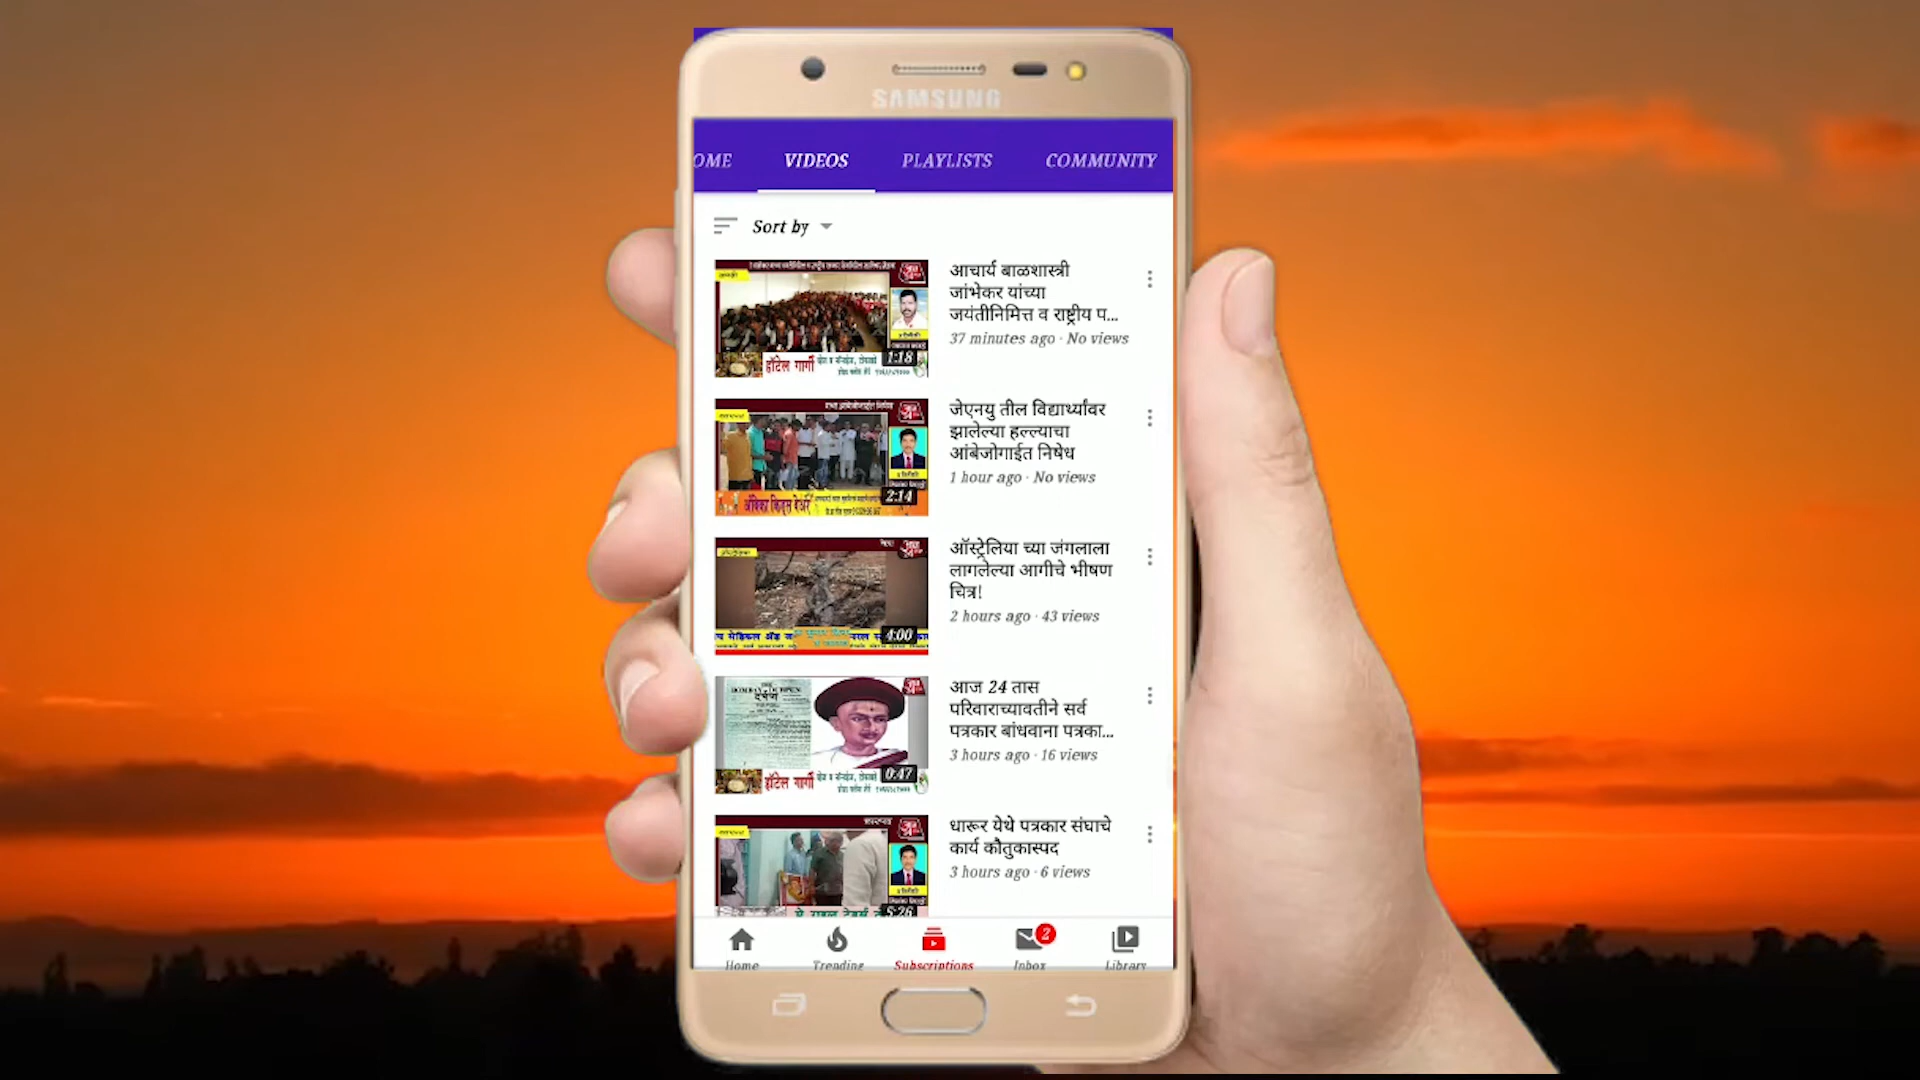 SAMSUNG
OME VIDEOS PLAYLISTS COMMUNITY
Sort by
आचार्य बाळशास्त्री
जांभेकर यांच्या
जयंतीनिमित्त व राष्ट्रीय प...
37 minutes ago · No views
हॉटेल गार्गी
1:18
जेएनयु तील विद्यार्थ्यांवर
झालेल्या हल्ल्याचा
आंबेजोगाईत निषेध
1 hour ago · No views
अंबिका किड्स वेअर
2:14
ऑस्ट्रेलिया च्या जंगलाला
लागलेल्या आगीचे भीषण
चित्र!
2 hours ago · 43 views
4:00
आज 24 तास
परिवाराच्यावतीने सर्व
पत्रकार बांधवाना पत्रका...
3 hours ago · 16 views
हॉटेल गार्गी
0:47
धारूर येथे पत्रकार संघाचे
कार्य कौतुकास्पद
3 hours ago · 6 views
5:26
2
Home Trending Subscriptions Inbox Library